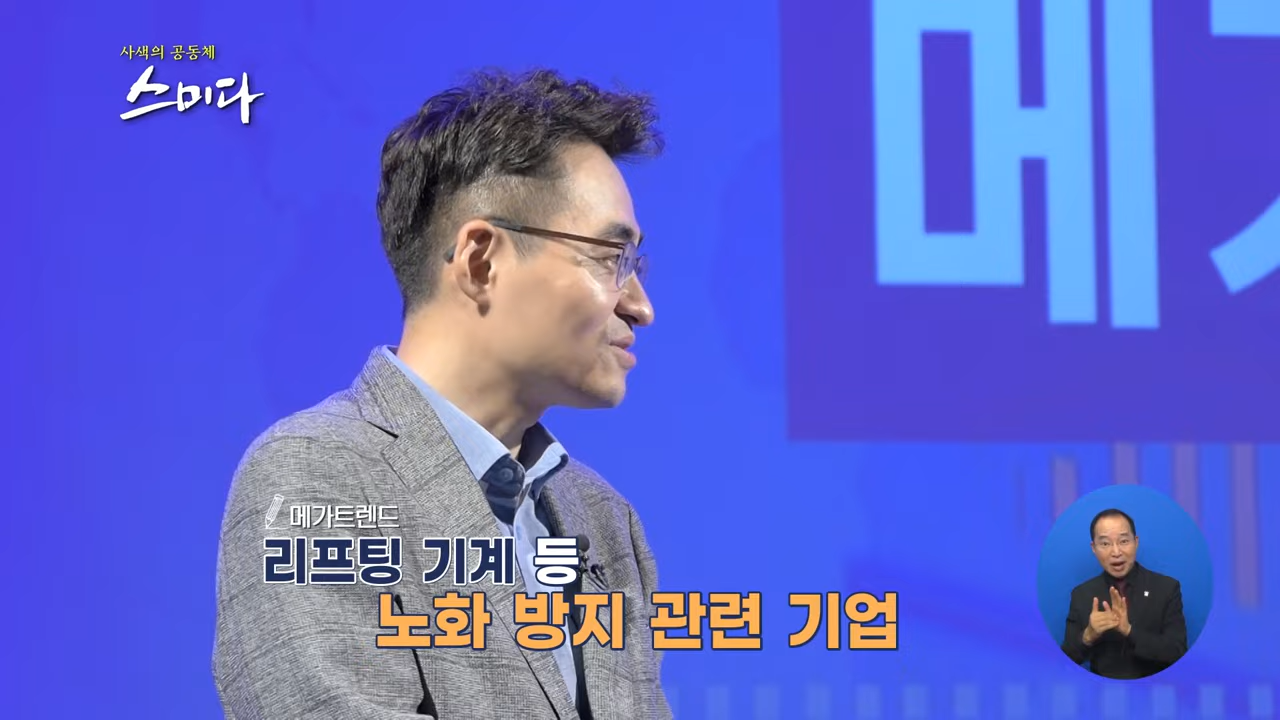 사색의 공동체
스미다
메
메가트렌드
리프팅 기계 등
노화 방지 관련 기업